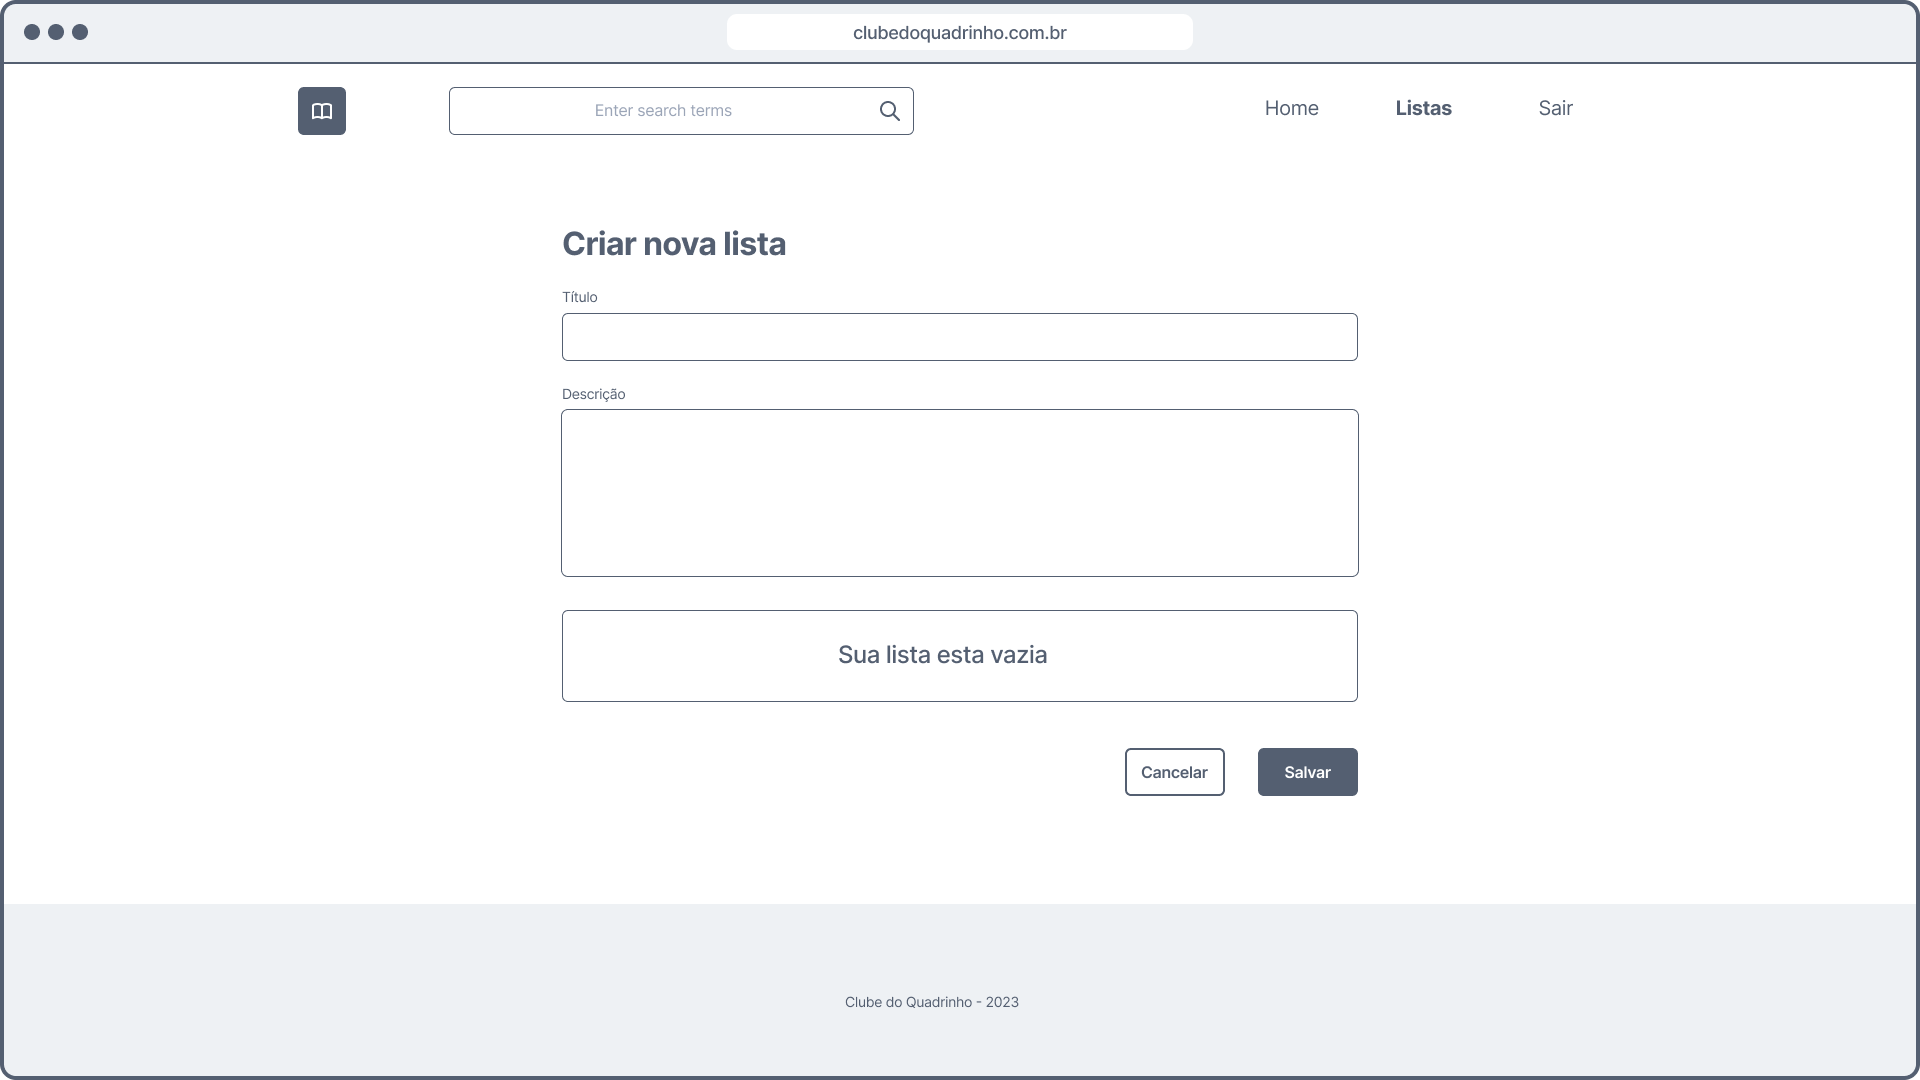 clubedoquadrinho.com.br
Enter search terms
Home
Listas
Sair
Criar nova lista
Título
Descrição
Sua lista esta vazia
Cancelar
Salvar
Clube do Quadrinho - 2023